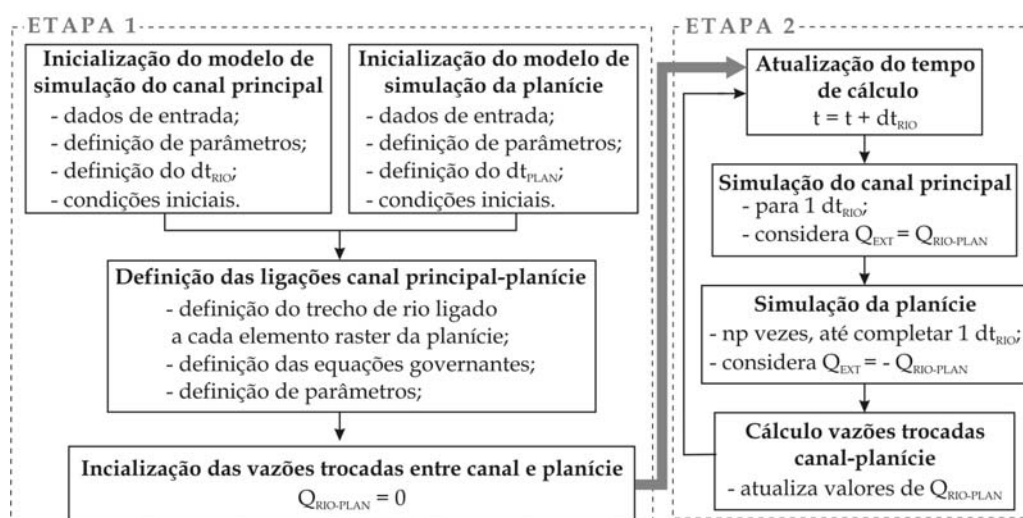 ETAPA 1
Inicialização do modelo de
simulação do canal principal
- dados de entrada;
- definição de parâmetros;
- definição do dtRIO;
- condições iniciais.
Inicialização do modelo de
simulação da planície
- dados de entrada;
- definição de parâmetros;
- definição do dtPLAN;
- condições iniciais.
Definição das ligações canal principal-planície
- definição do trecho de rio ligado
a cada elemento raster da planície;
- definição das equações governantes;
- definição de parâmetros;
Incialização das vazões trocadas entre canal e planície
QRIO-PLAN = 0
ETAPA 2
Atualização do tempo
de cálculo
t = t + dtRIO
Simulação do canal principal
- para 1 dtRIO;
- considera QEXT = QRIO-PLAN
Simulação da planície
- np vezes, até completar 1 dtRIO;
- considera QEXT = - QRIO-PLAN
Cálculo vazões trocadas
canal-planície
- atualiza valores de QRIO-PLAN